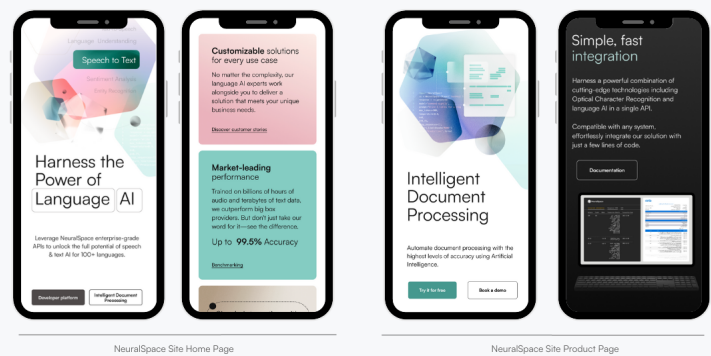 Language Understanding
Speech to Text
Sentiment Analysis
Entity Recognition
Harness the
Power of
Language AI
Leverage NeuralSpace enterprise-grade
APIs to unlock the full potential of speech
& text AI for 100+ languages.
Developer platform
Intelligent Document
Processing
Customizable solutions
for every use case
No matter the complexity, our
language AI experts work
alongside you to deliver a
solution that meets your unique
business needs.
Discover customer stories
Market-leading
performance
Trained on billions of hours of
audio and terabytes of text data,
we outperform big box
providers. But don't just take our
word for it—see the difference.
Up to 99.5% Accuracy
Benchmarking
Intelligent
Document
Processing
Automate document processing with the
highest levels of accuracy using Artificial
Intelligence.
Try it for free
Book a demo
Simple, fast
integration
Harness a powerful combination of
cutting-edge technologies including
Optical Character Recognition and
language AI in a single API.
Compatible with any system,
effortlessly integrate our solution with
just a few lines of code.
Documentation
NeuralSpace Site Home Page
NeuralSpace Site Product Page